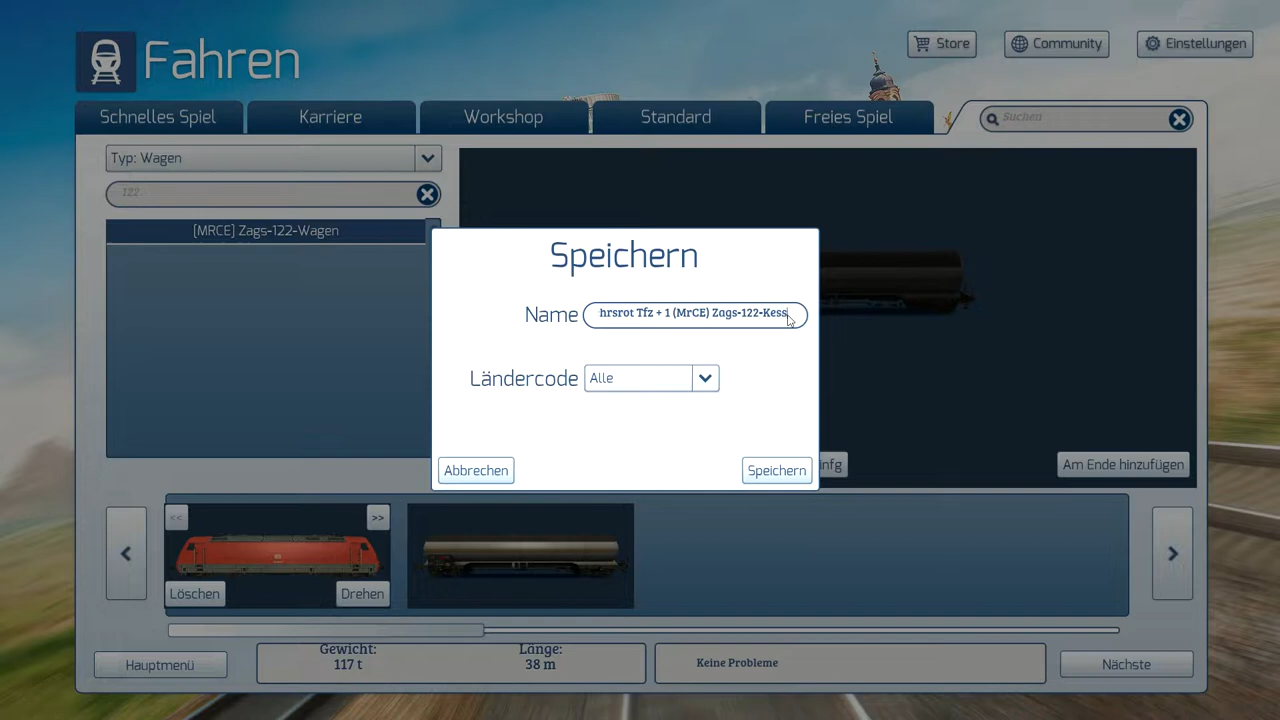 Fahren
Store
Community
Einstellungen
Schnelles Spiel
Karriere
Workshop
Standard
Freies Spiel
Suchen
Typ: Wagen
122
[MRCE] Zags-122-Wagen
Speichern
Name
hrsrot Tfz + 1 (MrCE) Zags-122-Kess
Ländercode
Alle
Abbrechen
Speichern
infg
Am Ende hinzufügen
<<
>>
Löschen
Drehen
Hauptmenü
Gewicht:
117 t
Länge:
38 m
Keine Probleme
Nächste